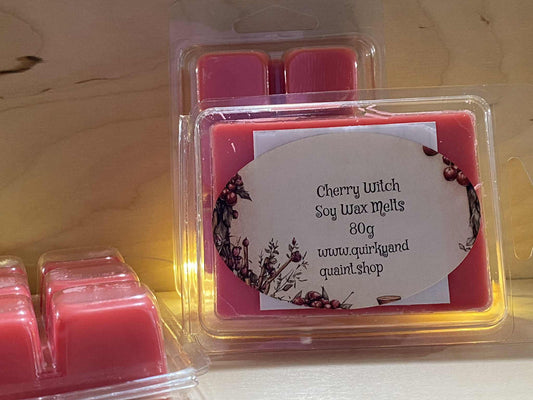 Cherry Witch
Soy Wax Melts
80g
www.quirkyand
quaint.shop